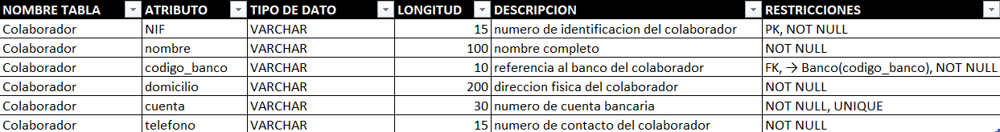 NOMBRE TABLA ATRIBUTO TIPO DE DATO LONGITUD DESCRIPCION RESTRICCIONES
Colaborador NIF VARCHAR 15 numero de identificacion del colaborador PK, NOT NULL
Colaborador nombre VARCHAR 100 nombre completo NOT NULL
Colaborador codigo_banco VARCHAR 10 referencia al banco del colaborador FK, → Banco(codigo_banco), NOT NULL
Colaborador domicilio VARCHAR 200 direccion fisica del colaborador NOT NULL
Colaborador cuenta VARCHAR 30 numero de cuenta bancaria NOT NULL, UNIQUE
Colaborador telefono VARCHAR 15 numero de contacto del colaborador NOT NULL